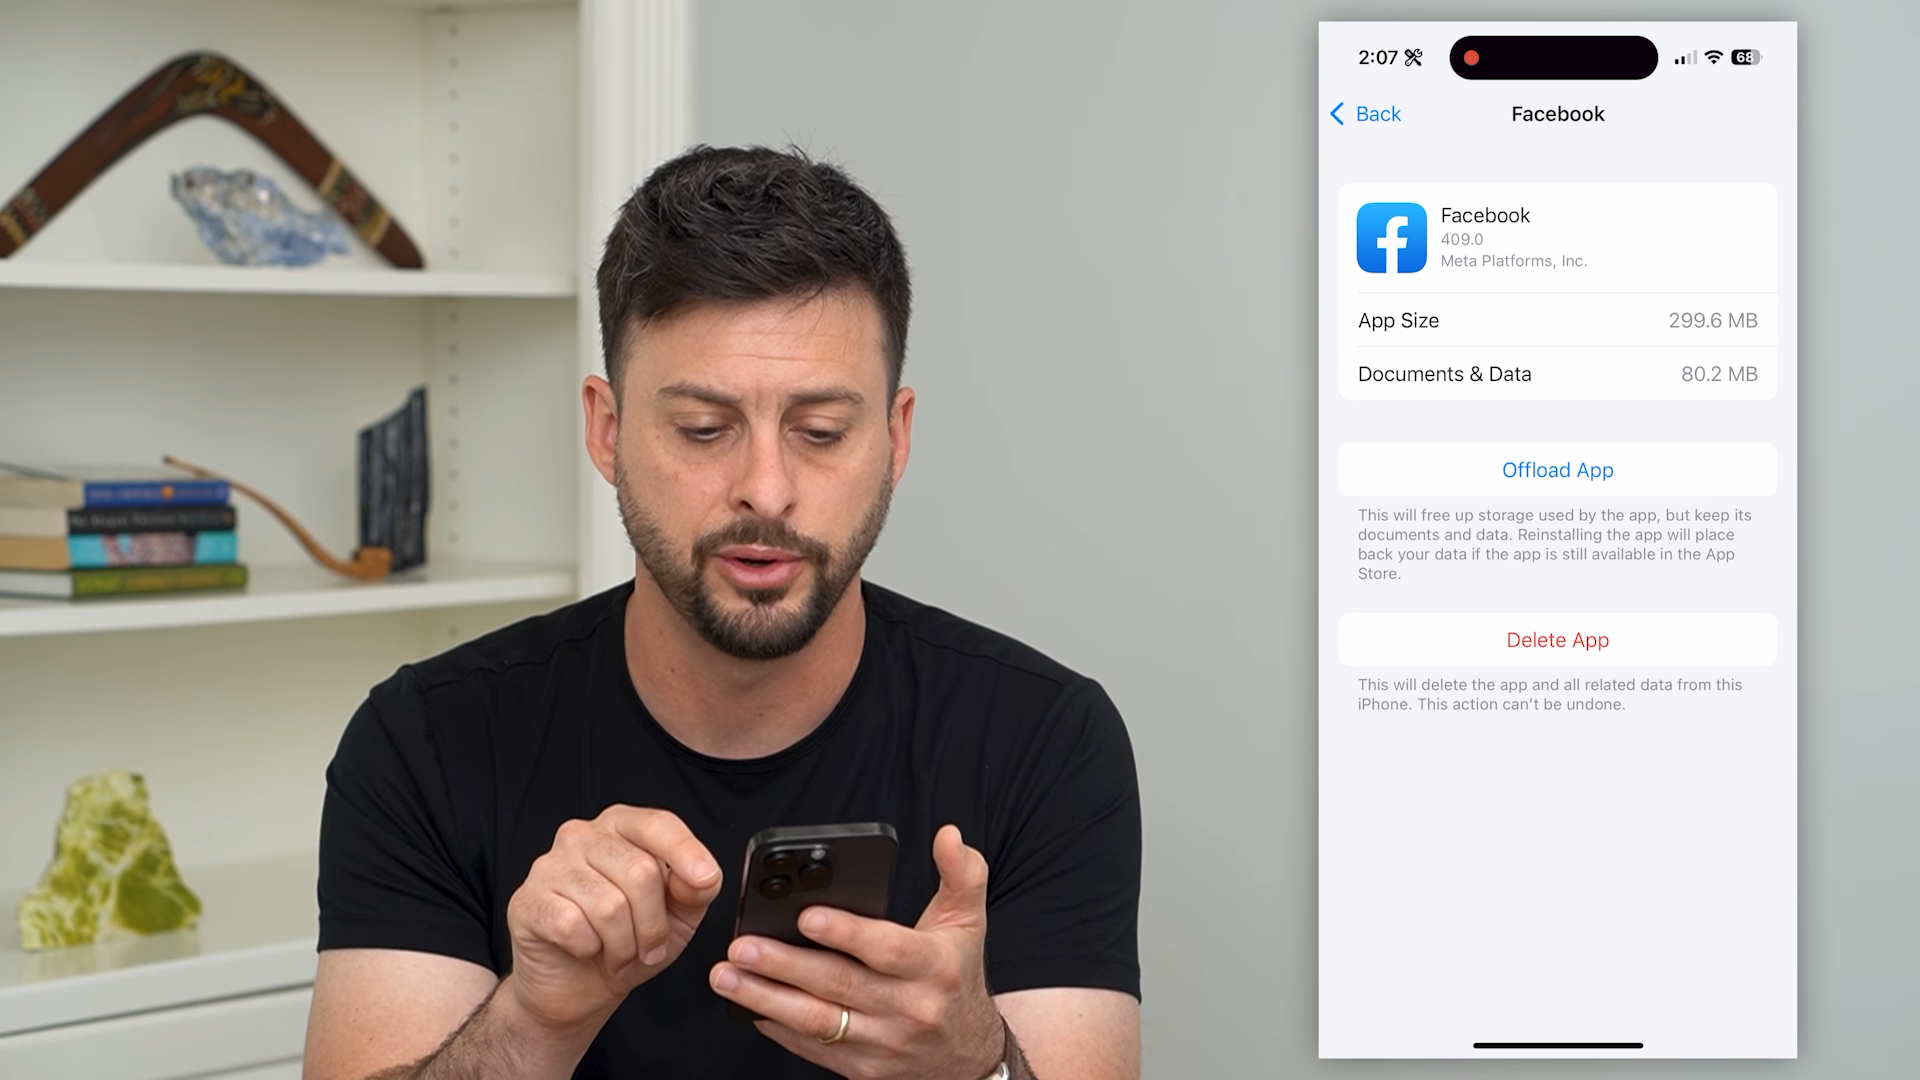 2:07
68
Back
Facebook
Facebook
409.0
Meta Platforms, Inc.
App Size
299.6 MB
Documents & Data
80.2 MB
Offload App
This will free up storage used by the app, but keep its
documents and data. Reinstalling the app will place
back your data if the app is still available in the App
Store.
Delete App
This will delete the app and all related data from this
iPhone. This action can't be undone.